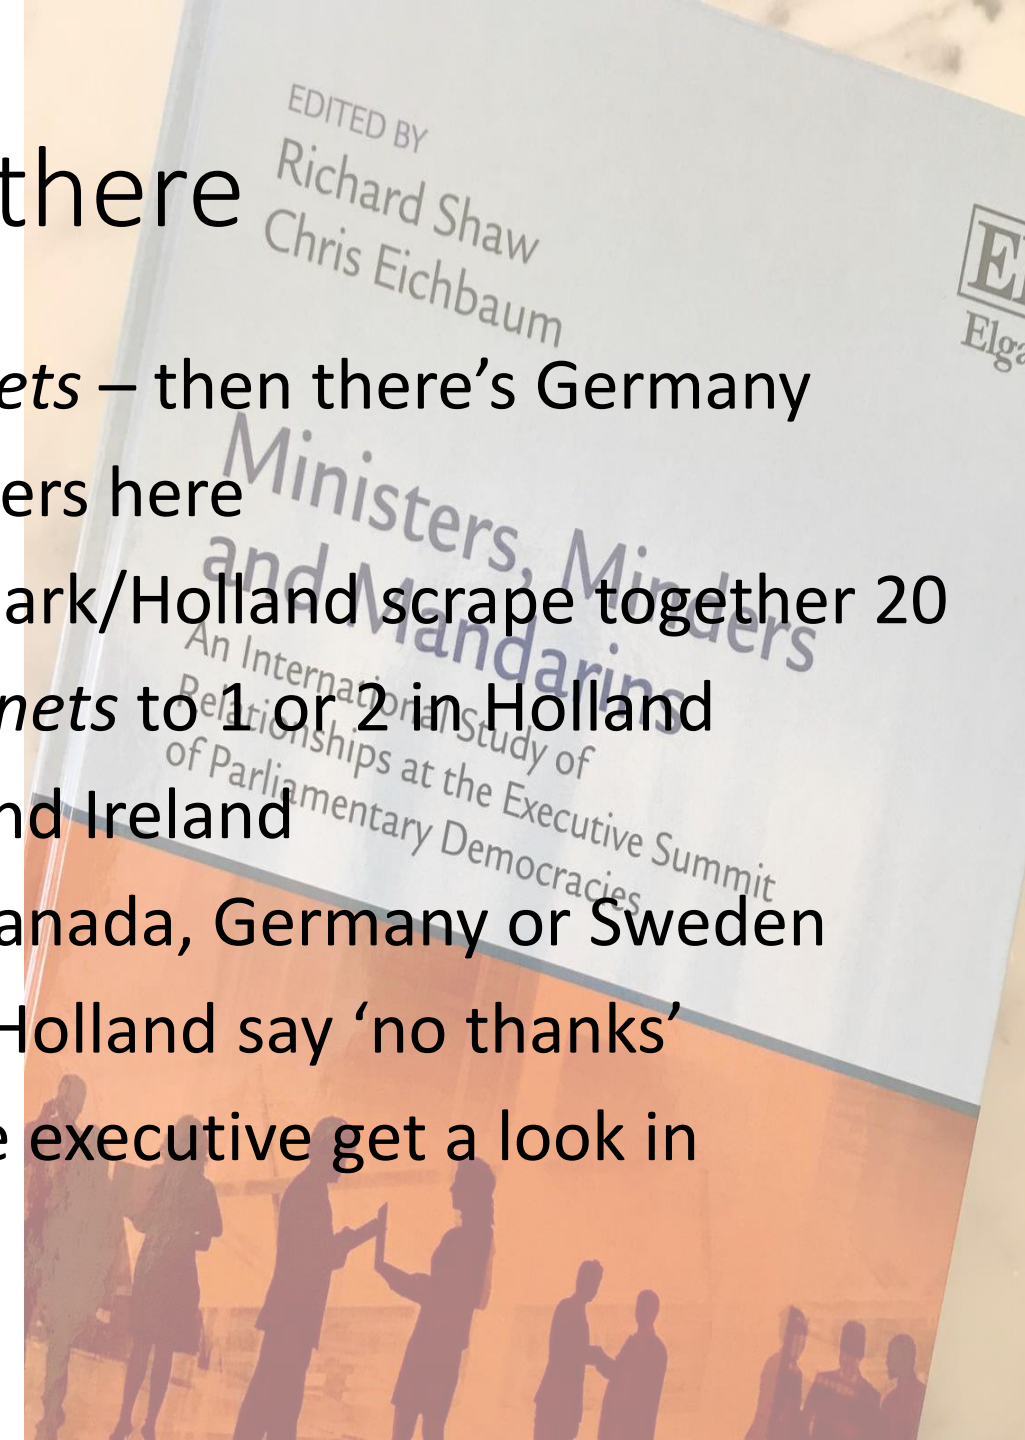 there
ets – then there’s Germany
ers here
ark/Holland scrape together 20
nets to 1 or 2 in Holland
nd Ireland
anada, Germany or Sweden
Holland say ‘no thanks’
e executive get a look in
EDITED BY
Richard Shaw
Chris Eichbaum
Elga
Ministers, Minders
and Mandarins
An International Study of
Relationships at the Executive Summit
of Parliamentary Democracies